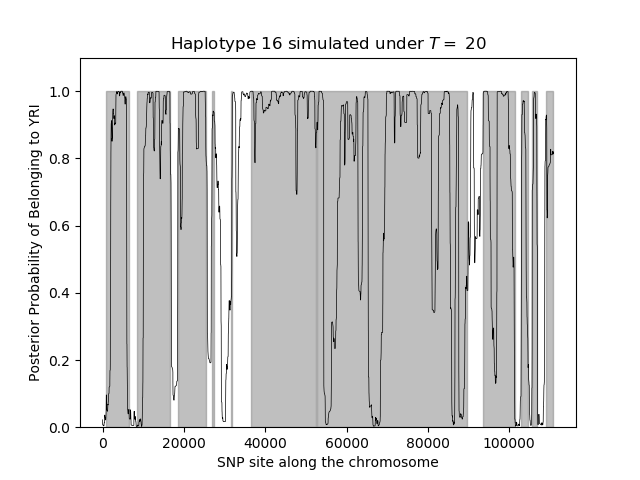 Haplotype 16 simulated under T = 20
Posterior Probability of Belonging to YRI
1.0
0.8
0.6
0.4
0.2
0.0
0 20000 40000 60000 80000 100000
SNP site along the chromosome